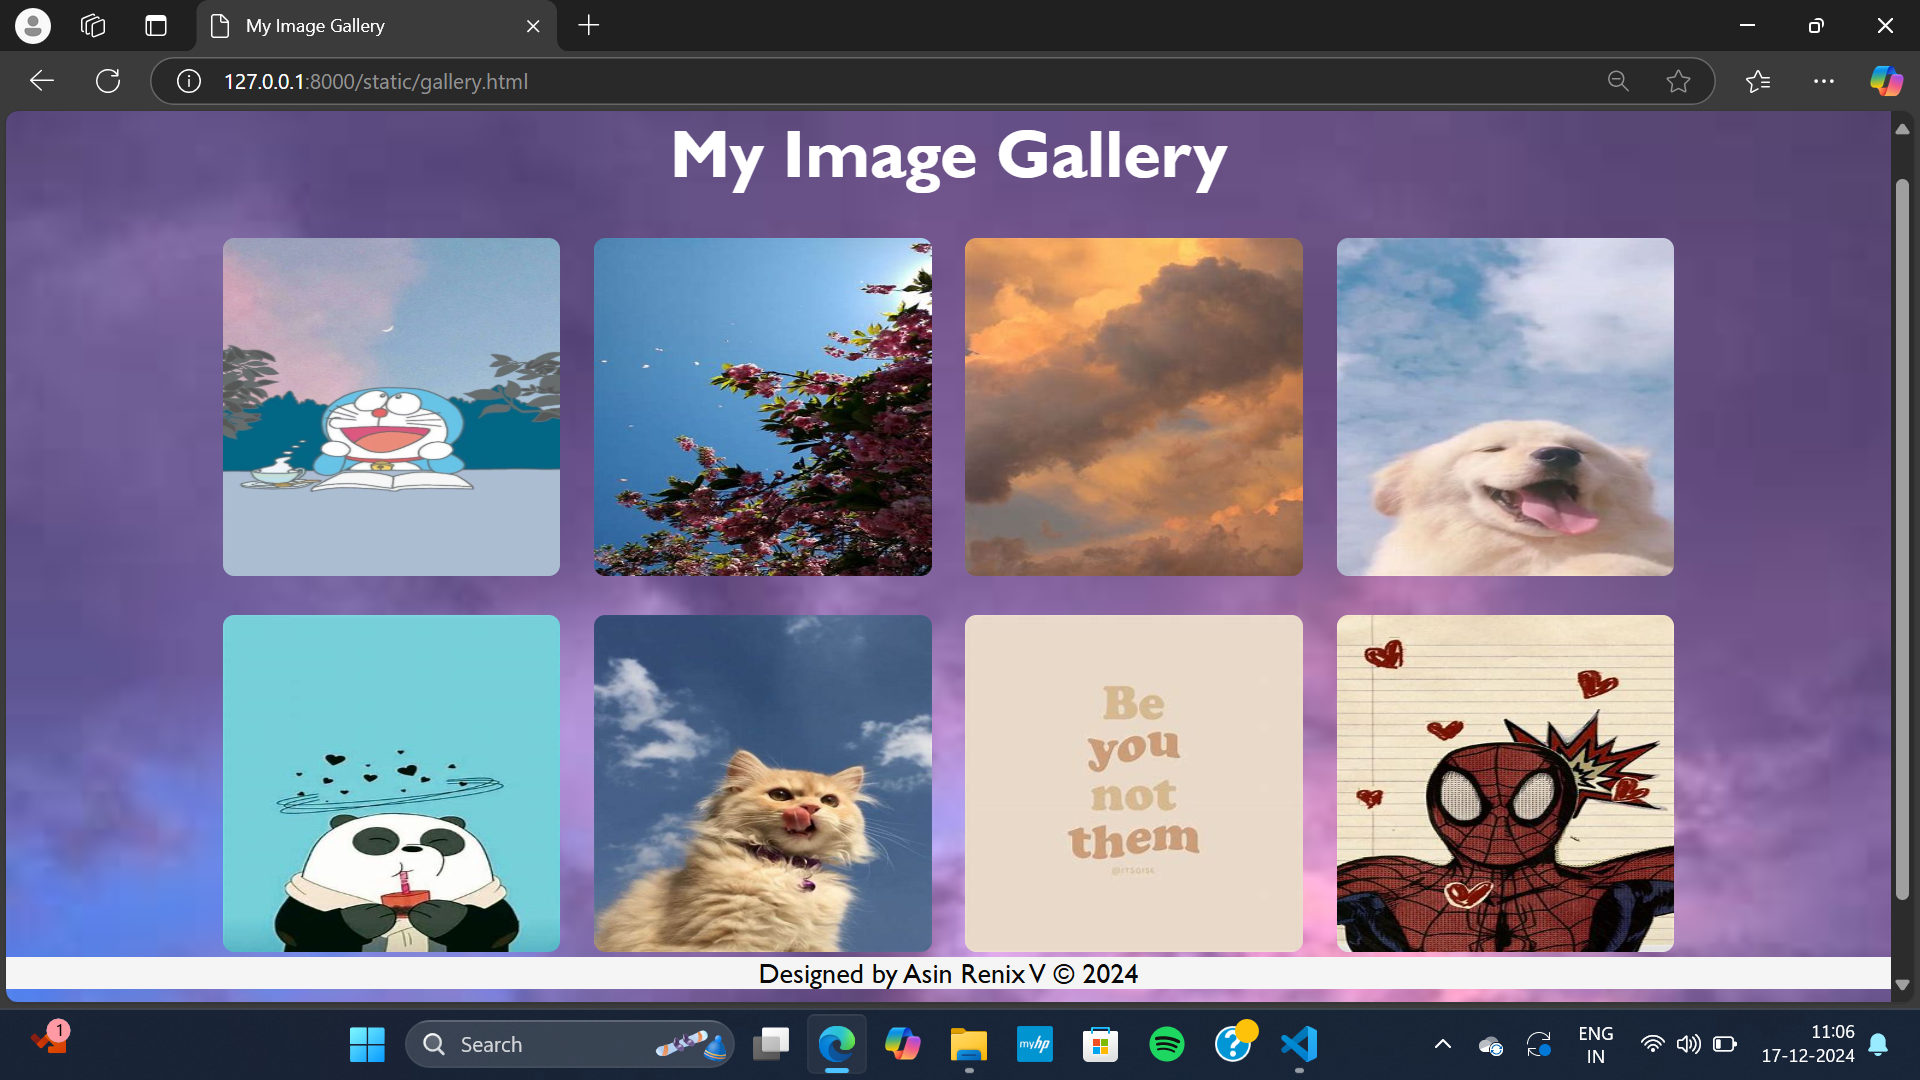 My Image Gallery
127.0.0.1:8000/static/gallery.html
My Image Gallery
Be
you
not
them
@ITSOISE
Designed by Asin Renix V © 2024
1
Search
myhp
ENG
IN
11:06
17-12-2024